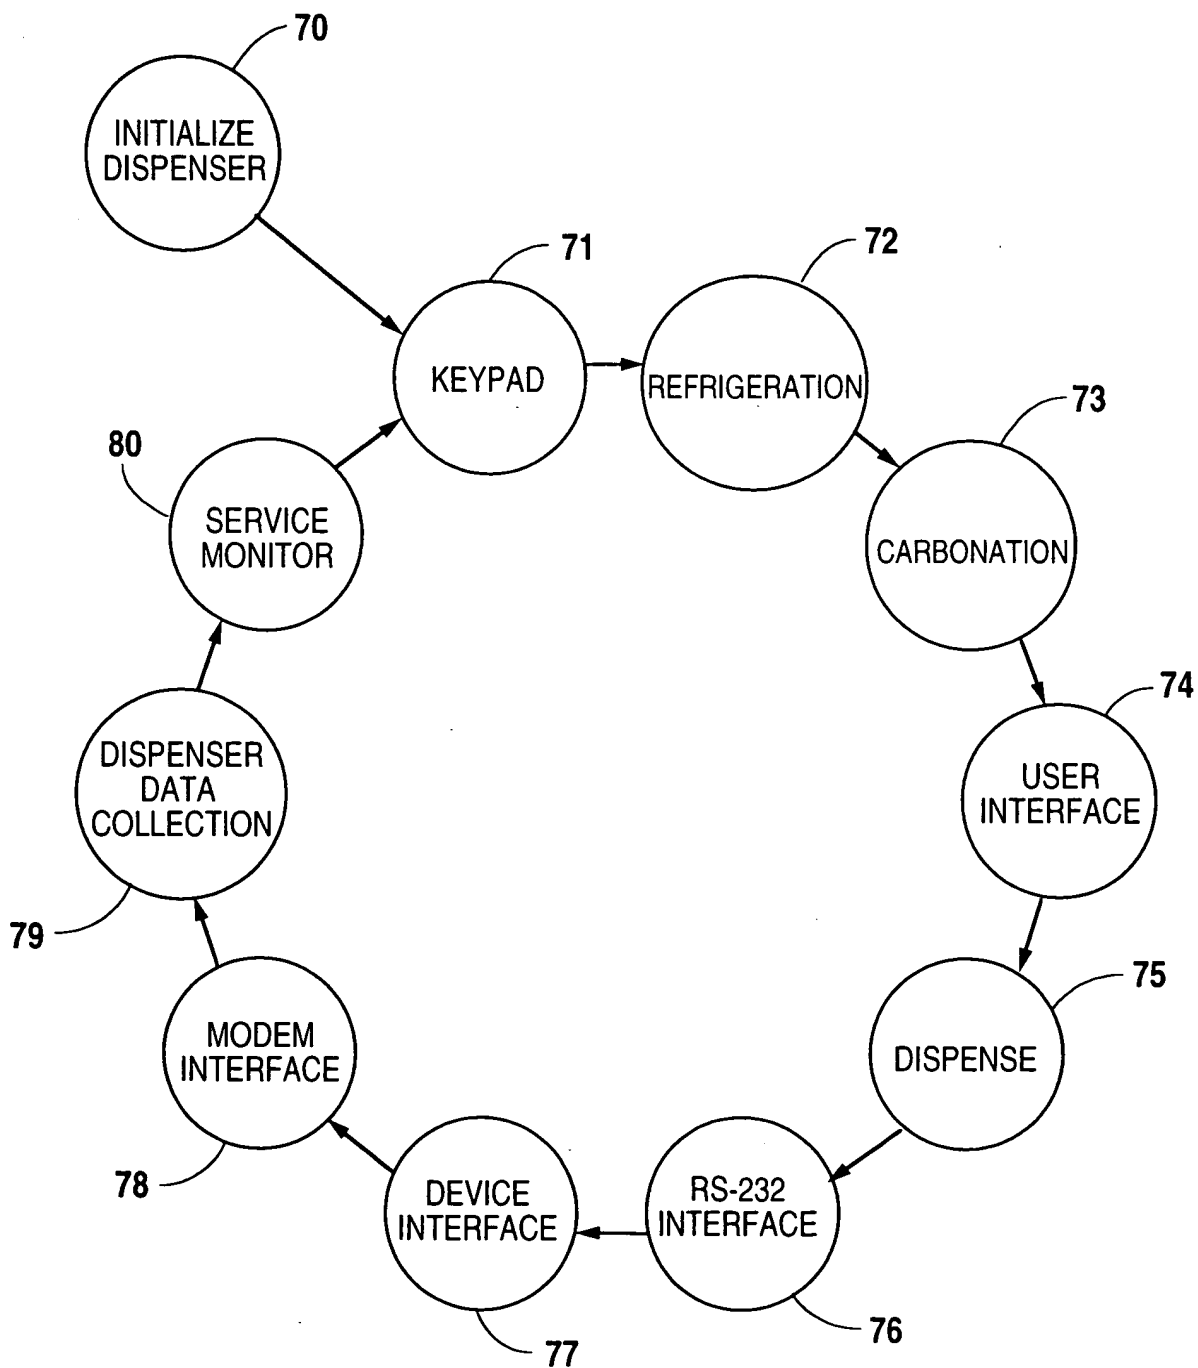 70
INITIALIZE
DISPENSER
71
KEYPAD
72
REFRIGERATION
73
CARBONATION
74
USER
INTERFACE
75
DISPENSE
76
RS-232
INTERFACE
77
DEVICE
INTERFACE
78
MODEM
INTERFACE
79
DISPENSER
DATA
COLLECTION
80
SERVICE
MONITOR